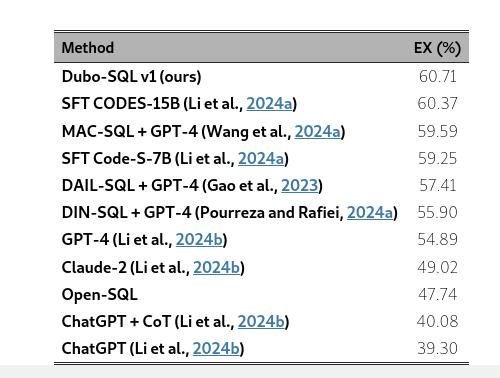 Method EX (%)
Dubo-SQL v1 (ours) 60.71
SFT CODES-15B (Li et al., 2024a) 60.37
MAC-SQL + GPT-4 (Wang et al., 2024a) 59.59
SFT Code-S-7B (Li et al., 2024a) 59.25
DAIL-SQL + GPT-4 (Gao et al., 2023) 57.41
DIN-SQL + GPT-4 (Pourreza and Rafiei, 2024a) 55.90
GPT-4 (Li et al., 2024b) 54.89
Claude-2 (Li et al., 2024b) 49.02
Open-SQL 47.74
ChatGPT + CoT (Li et al., 2024b) 40.08
ChatGPT (Li et al., 2024b) 39.30